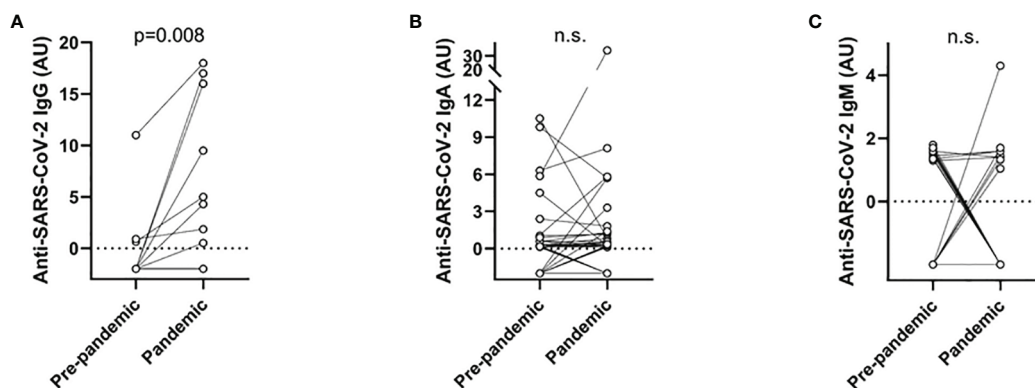 A
p=0.008
Anti-SARS-CoV-2 IgG (AU)
20
15
10
5
0
Pre-pandemic
Pandemic
B
n.s.
Anti-SARS-CoV-2 IgA (AU)
30
20
12
9
6
3
0
Pre-pandemic
Pandemic
C
n.s.
Anti-SARS-CoV-2 IgM (AU)
4
2
0
Pre-pandemic
Pandemic